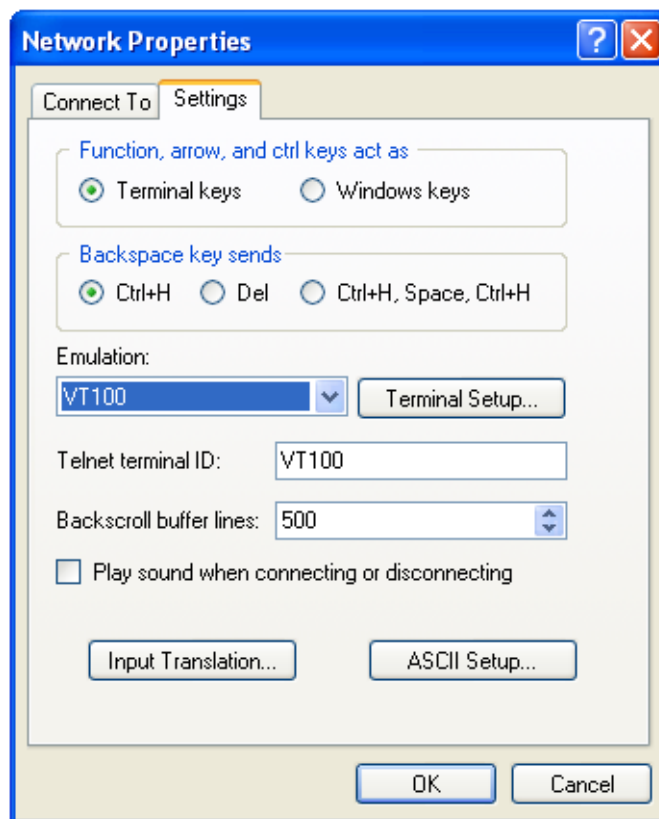 Network Properties
Connect To Settings
Function, arrow, and ctrl keys act as
Terminal keys Windows keys
Backspace key sends
Ctrl+H Del Ctrl+H, Space, Ctrl+H
Emulation:
VT100 Terminal Setup...
Telnet terminal ID: VT100
Backscroll buffer lines: 500
Play sound when connecting or disconnecting
Input Translation... ASCII Setup...
OK Cancel